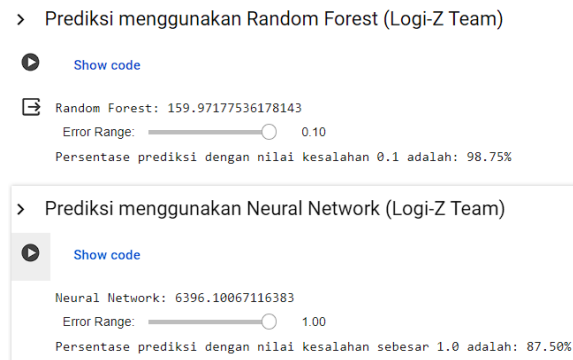 Prediksi menggunakan Random Forest (Logi-Z Team)
Show code
Random Forest: 159.97177536178143
Error Range: 0.10
Persentase prediksi dengan nilai kesalahan 0.1 adalah: 98.75%
Prediksi menggunakan Neural Network (Logi-Z Team)
Show code
Neural Network: 6396.10067116383
Error Range: 1.00
Persentase prediksi dengan nilai kesalahan sebesar 1.0 adalah: 87.50%